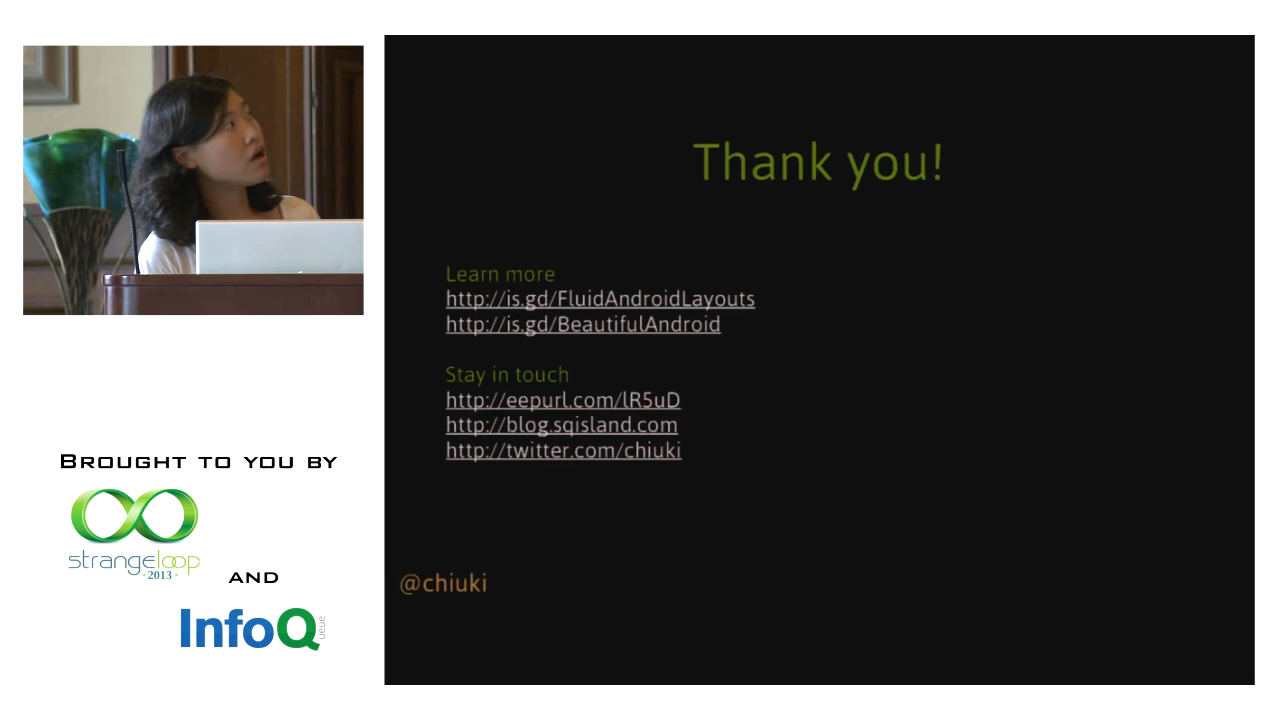 Thank you!
Learn more
http://is.gd/FluidAndroidLayouts
http://is.gd/BeautifulAndroid
Stay in touch
http://eepurl.com/lR5uD
http://blog.sqisland.com
http://twitter.com/chiuki
@chiuki
BROUGHT TO YOU BY
strangeloop
·2013·
AND
InfoQ
ueue